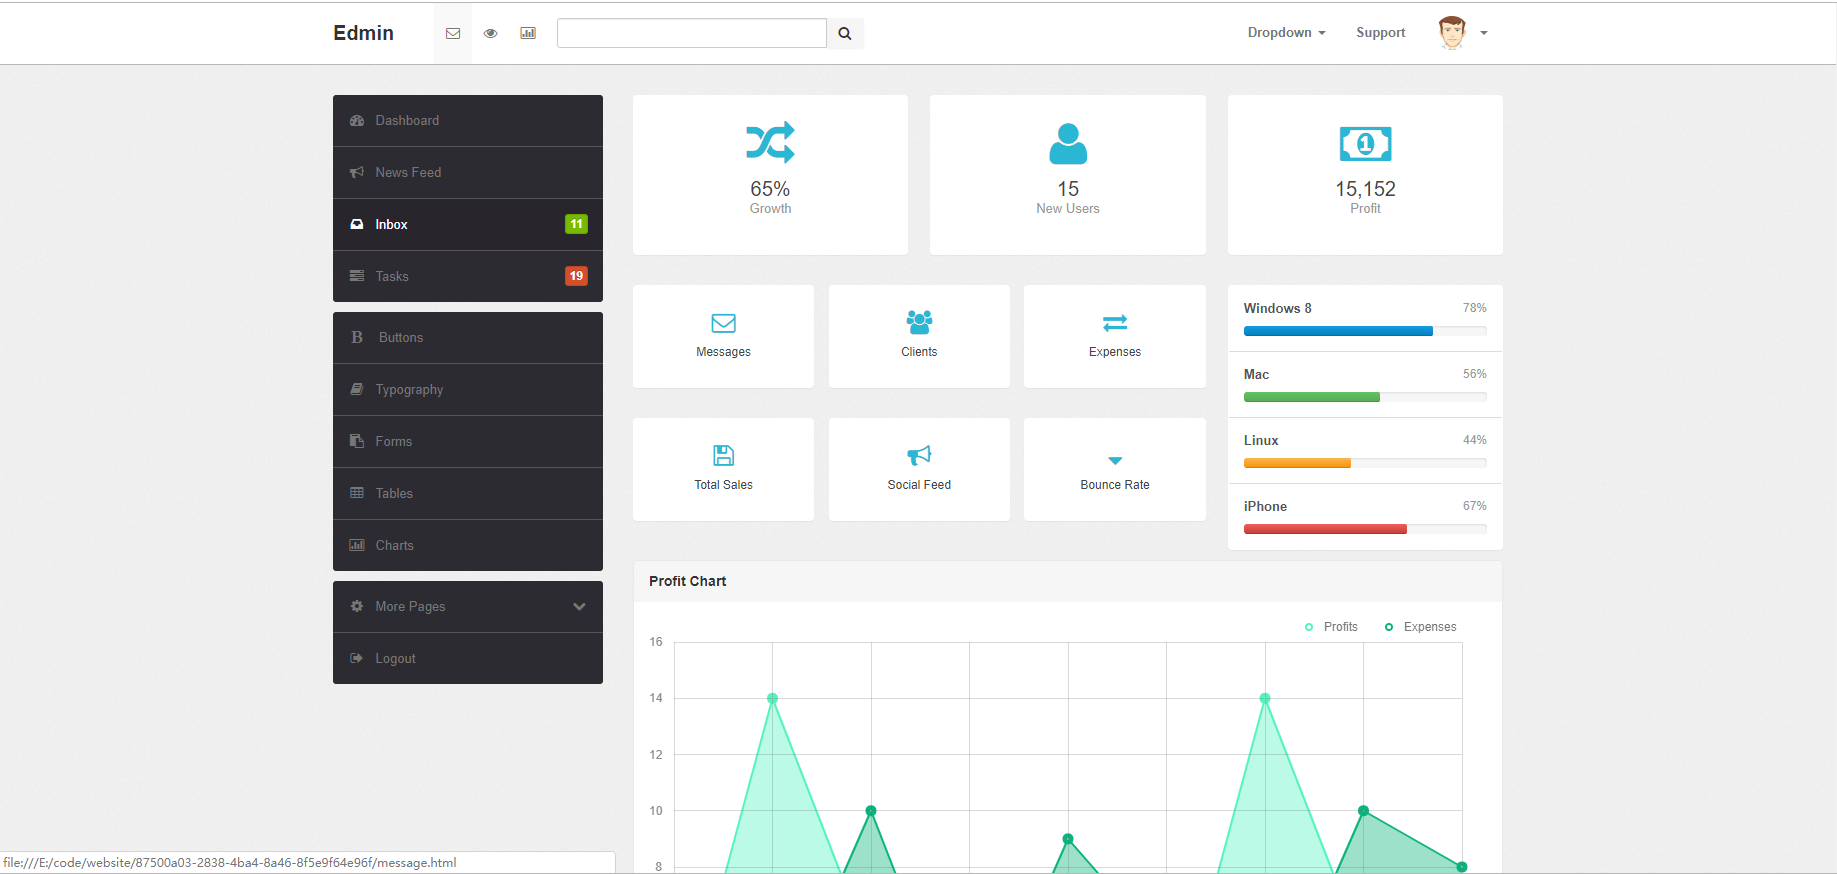 Edmin
Dropdown
Support
Dashboard
News Feed
Inbox 11
Tasks 19
Buttons
Typography
Forms
Tables
Charts
More Pages
Logout
65%
Growth
15
New Users
1
15,152
Profit
Messages
Clients
Expenses
Total Sales
Social Feed
Bounce Rate
Windows 8 78%
Mac 56%
Linux 44%
iPhone 67%
Profit Chart
Profits Expenses
16
14
12
10
8
file:///E:/code/website/87500a03-2838-4ba4-8a46-8f5e9f64e96f/message.html